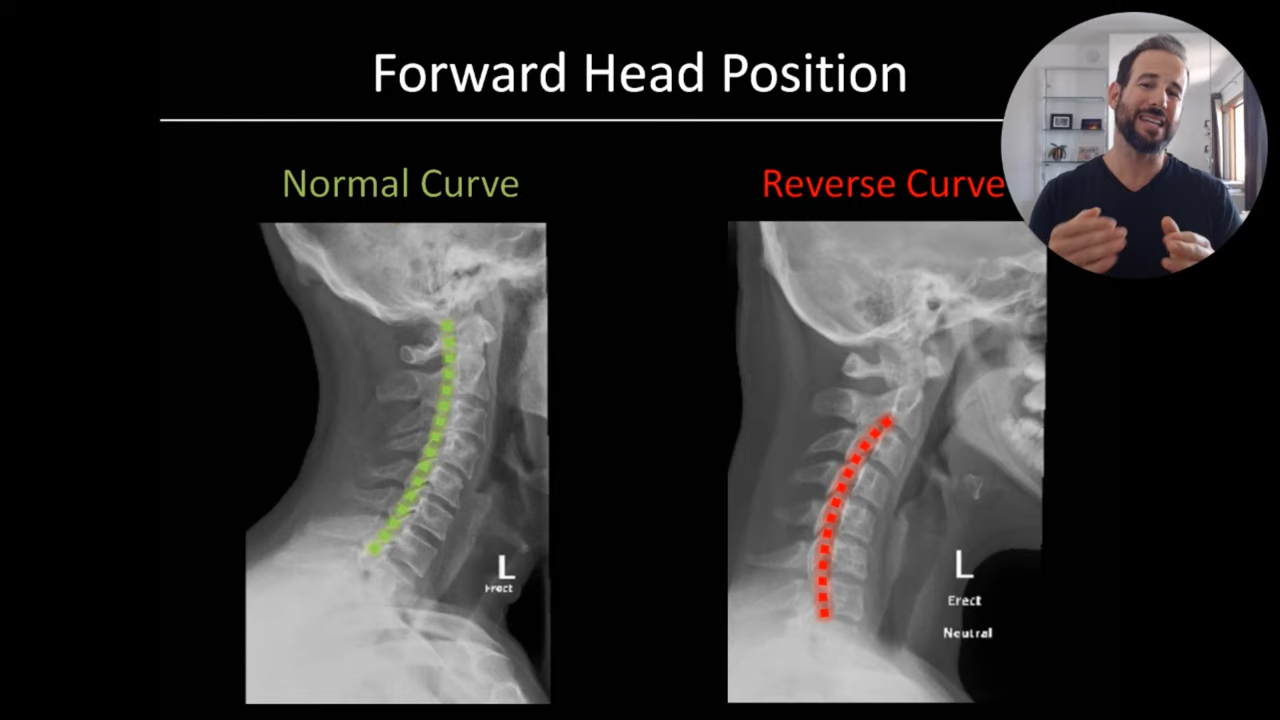 Forward Head Position
Normal Curve
Reverse Curve
L
Erect
L
Erect
Neutral